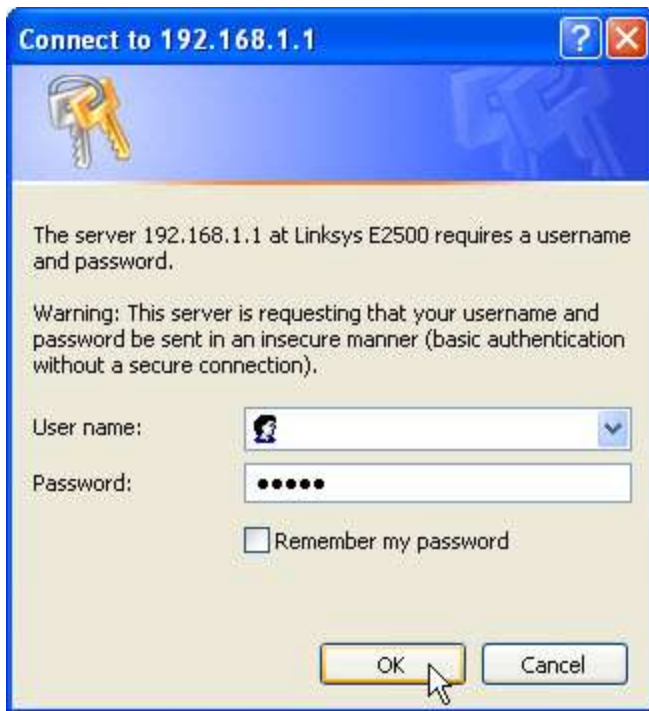 Connect to 192.168.1.1
The server 192.168.1.1 at Linksys E2500 requires a username
and password.
Warning: This server is requesting that your username and
password be sent in an insecure manner (basic authentication
without a secure connection).
User name:
Password:
Remember my password
OK
Cancel